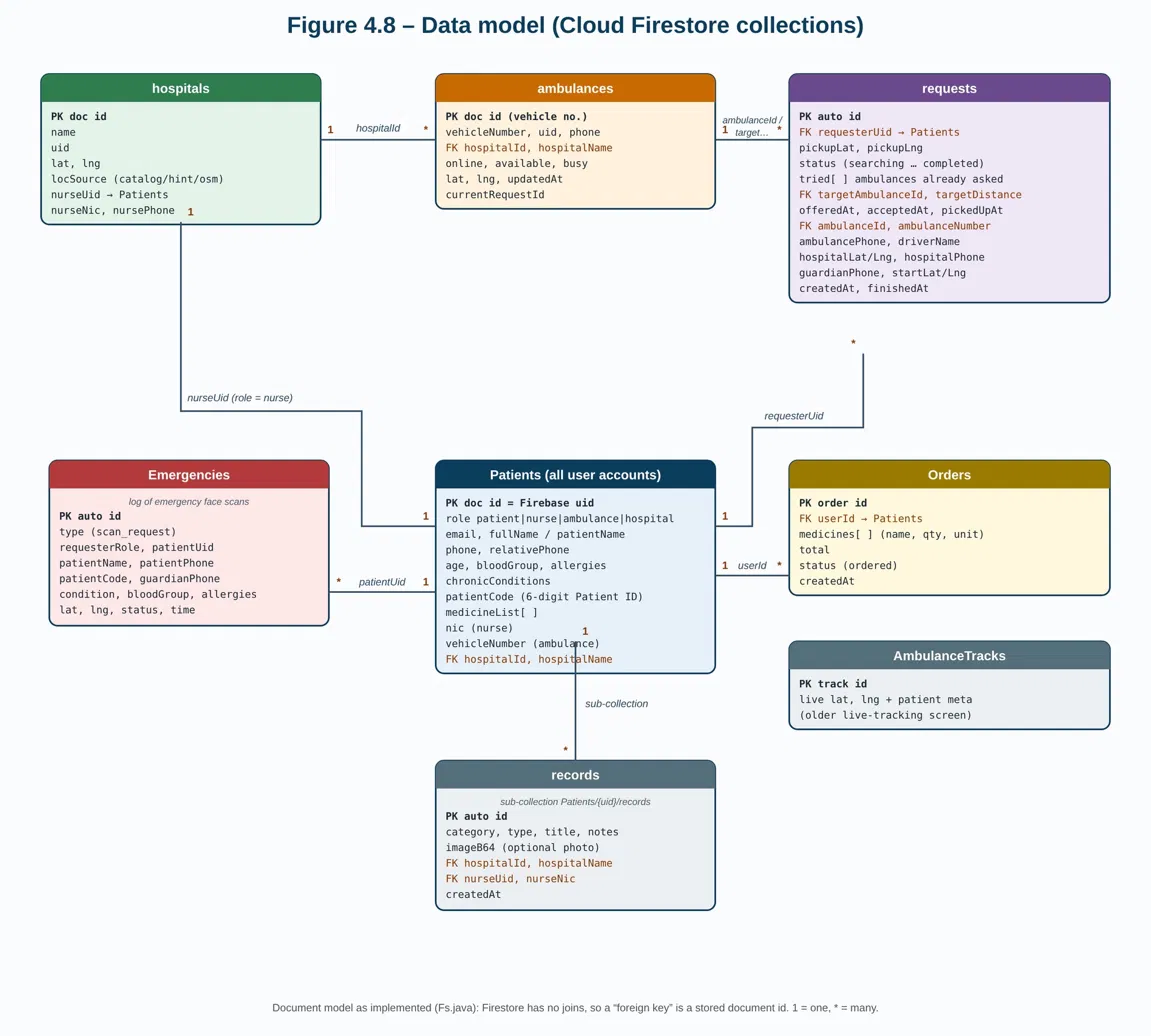 Figure 4.8 – Data model (Cloud Firestore collections)
hospitals
PK doc id
name
uid
lat, lng
locSource (catalog/hint/osm)
nurseUid → Patients
nurseNic, nursePhone
1
1
hospitalId
*
ambulances
PK doc id (vehicle no.)
vehicleNumber, uid, phone
FK hospitalId, hospitalName
online, available, busy
lat, lng, updatedAt
currentRequestId
ambulanceId /
1 target… *
requests
PK auto id
FK requesterUid → Patients
pickupLat, pickupLng
status (searching … completed)
tried[ ] ambulances already asked
FK targetAmbulanceId, targetDistance
offeredAt, acceptedAt, pickedUpAt
FK ambulanceId, ambulanceNumber
ambulancePhone, driverName
hospitalLat/Lng, hospitalPhone
guardianPhone, startLat/Lng
createdAt, finishedAt
*
nurseUid (role = nurse)
requesterUid
Emergencies
log of emergency face scans
PK auto id
type (scan_request)
requesterRole, patientUid
patientName, patientPhone
patientCode, guardianPhone
condition, bloodGroup, allergies
lat, lng, status, time
1
* patientUid 1
Patients (all user accounts)
PK doc id = Firebase uid
role patient|nurse|ambulance|hospital
email, fullName / patientName
phone, relativePhone
age, bloodGroup, allergies
chronicConditions
patientCode (6-digit Patient ID)
medicineList[ ]
nic (nurse)
1
vehicleNumber (ambulance)
FK hospitalId, hospitalName
1
1 userId *
Orders
PK order id
FK userId → Patients
medicines[ ] (name, qty, unit)
total
status (ordered)
createdAt
AmbulanceTracks
PK track id
live lat, lng + patient meta
(older live-tracking screen)
sub-collection
*
records
sub-collection Patients/{uid}/records
PK auto id
category, type, title, notes
imageB64 (optional photo)
FK hospitalId, hospitalName
FK nurseUid, nurseNic
createdAt
Document model as implemented (Fs.java): Firestore has no joins, so a “foreign key” is a stored document id. 1 = one, * = many.